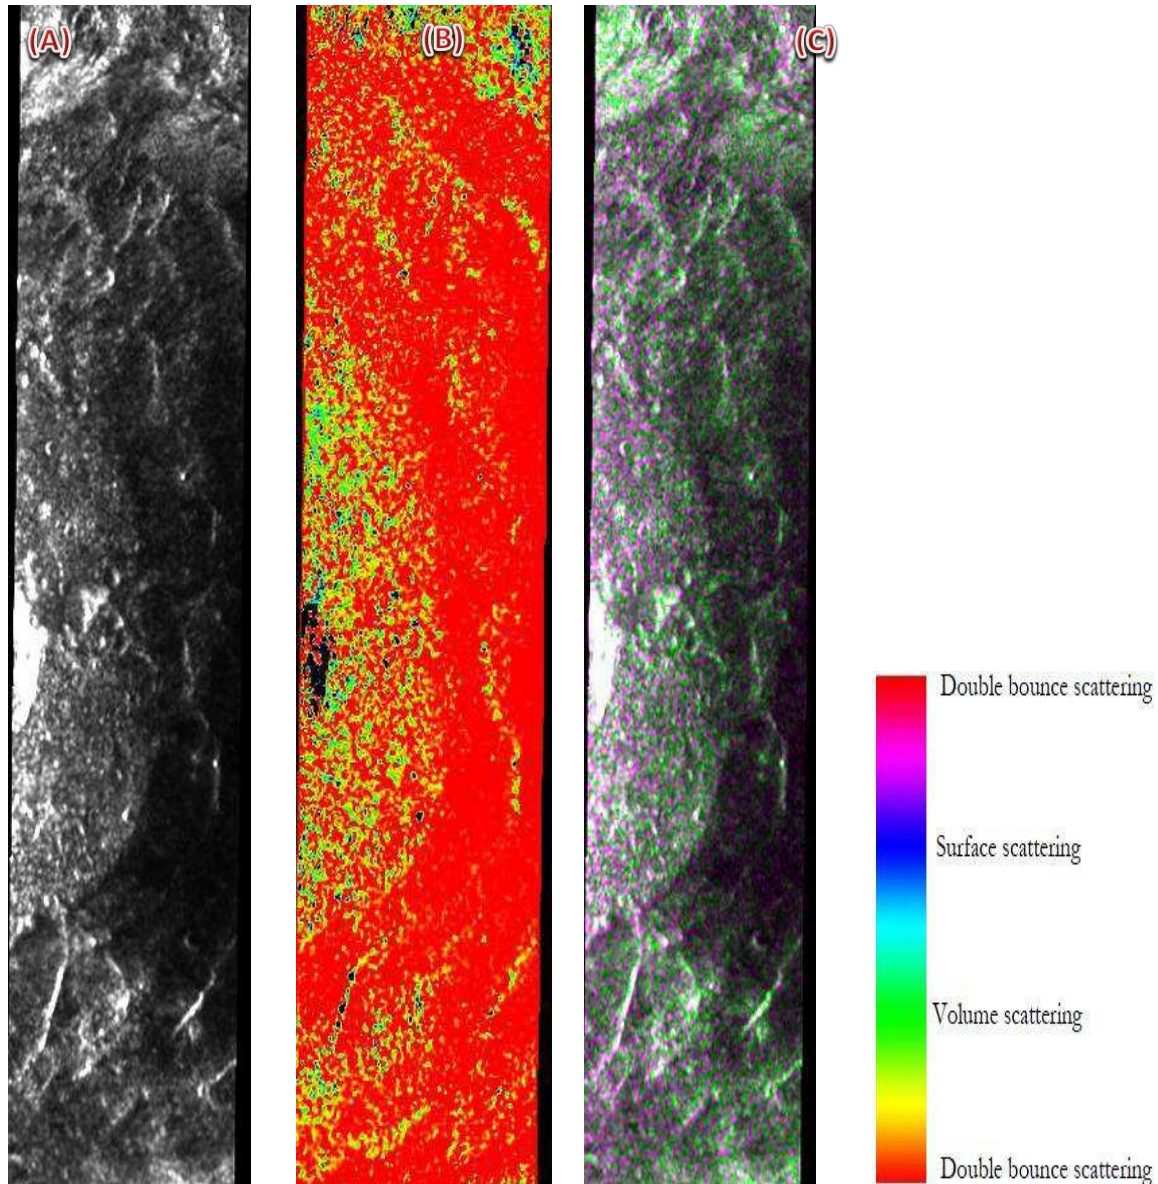 (A)
(B)
(C)
Double bounce scattering
Surface scattering
Volume scattering
Double bounce scattering